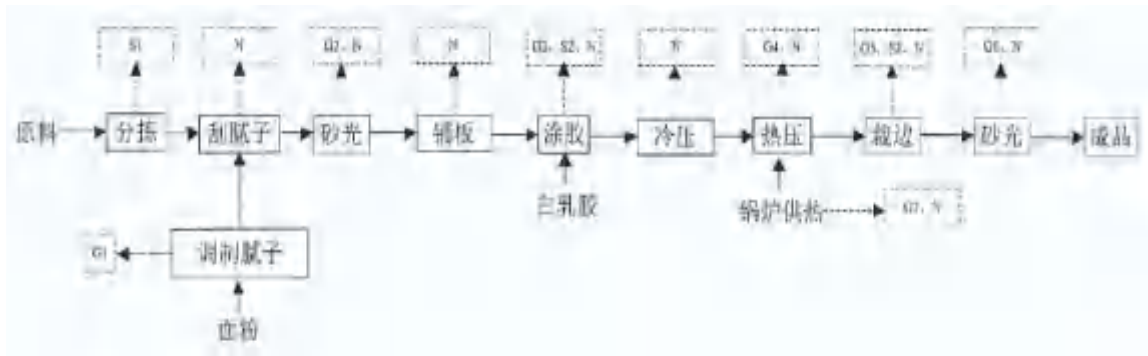 S1
N
G2、N
N
G3、S2、N
N
G4、N
G5、S2、N
G6、N
原料
分拣
刮腻子
砂光
铺板
涂胶
冷压
热压
裁边
砂光
成品
白乳胶
锅炉供热
G7、N
G1
调制腻子
面粉